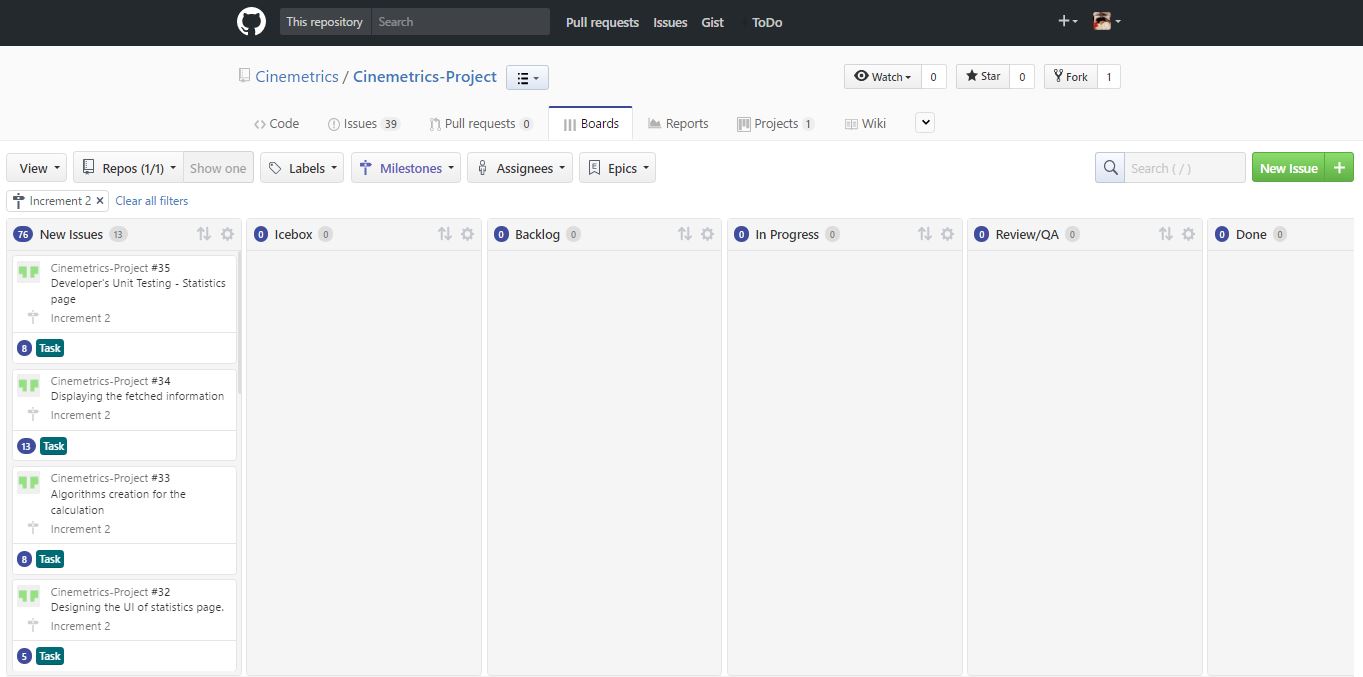 This repository Search Pull requests Issues Gist ToDo
Cinemetrics / Cinemetrics-Project Watch 0 Star 0 Fork 1
Code Issues 39 Pull requests 0 Boards Reports Projects 1 Wiki
View Repos (1/1) Show one Labels Milestones Assignees Epics Search ( / ) New Issue +
Increment 2 × Clear all filters
76 New Issues 13 0 Icebox 0 0 Backlog 0 0 In Progress 0 0 Review/QA 0 0 Done 0
Cinemetrics-Project #35
Developer's Unit Testing - Statistics
page
Increment 2
8 Task
Cinemetrics-Project #34
Displaying the fetched information
Increment 2
13 Task
Cinemetrics-Project #33
Algorithms creation for the
calculation
Increment 2
8 Task
Cinemetrics-Project #32
Designing the UI of statistics page.
Increment 2
5 Task